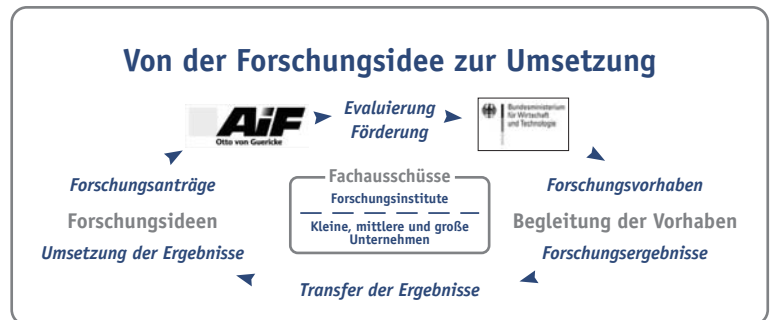 Von der Forschungsidee zur Umsetzung
AiF
Otto von Guericke
Evaluierung
Förderung
Bundesministerium
für Wirtschaft
und Technologie
Forschungsanträge
Fachausschüsse
Forschungsinstitute
Kleine, mittlere und große
Unternehmen
Forschungsvorhaben
Forschungsideen
Begleitung der Vorhaben
Umsetzung der Ergebnisse
Forschungsergebnisse
Transfer der Ergebnisse